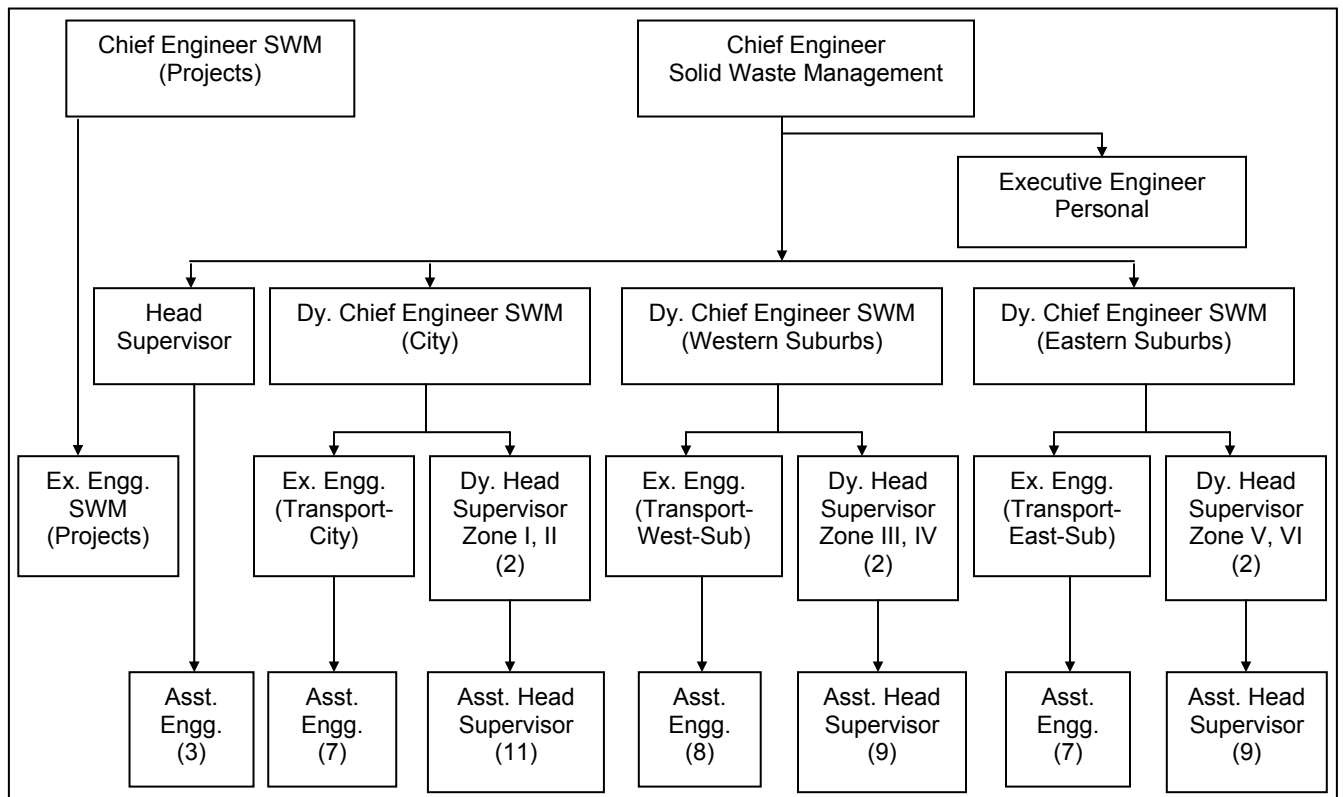 Chief Engineer SWM
(Projects)
Chief Engineer
Solid Waste Management
Executive Engineer
Personal
Head
Supervisor
Dy. Chief Engineer SWM
(City)
Dy. Chief Engineer SWM
(Western Suburbs)
Dy. Chief Engineer SWM
(Eastern Suburbs)
Ex. Engg.
SWM
(Projects)
Ex. Engg.
(Transport-
City)
Dy. Head
Supervisor
Zone I, II
(2)
Ex. Engg.
(Transport-
West-Sub)
Dy. Head
Supervisor
Zone III, IV
(2)
Ex. Engg.
(Transport-
East-Sub)
Dy. Head
Supervisor
Zone V, VI
(2)
Asst.
Engg.
(3)
Asst.
Engg.
(7)
Asst. Head
Supervisor
(11)
Asst.
Engg.
(8)
Asst. Head
Supervisor
(9)
Asst.
Engg.
(7)
Asst. Head
Supervisor
(9)